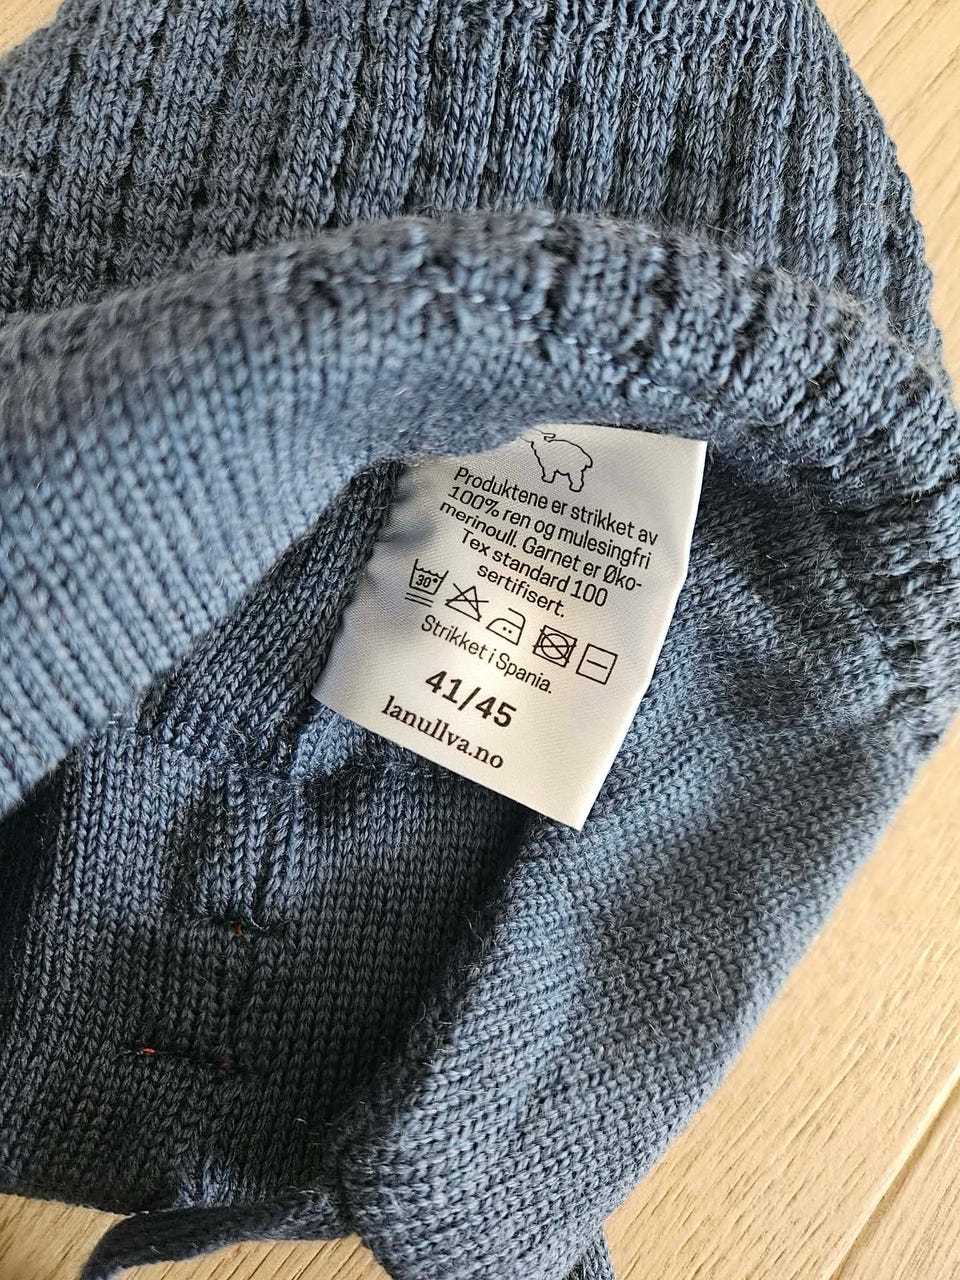 Produktene er strikket av
100% ren og mulesingfri
merinoull. Garnet er Øko-
Tex standard 100
sertifisert.
30°
Strikket i Spania.
41/45
lanullva.no